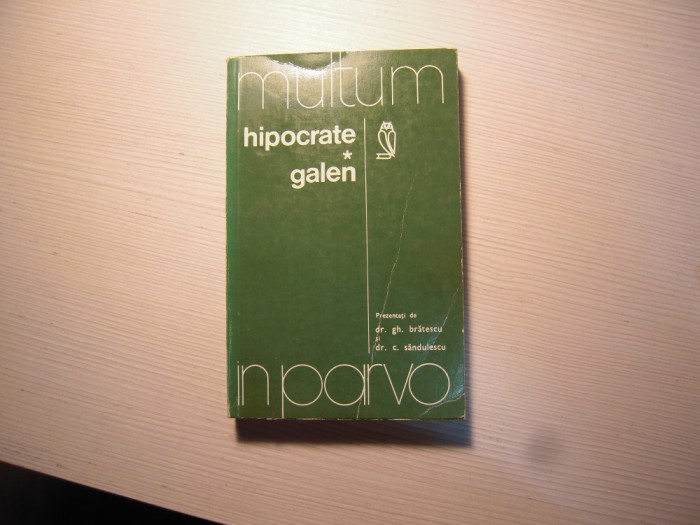 multum
hipocrate
*
galen
Prezentați de
dr. gh. brătescu
și
dr. c. săndulescu
in parvo